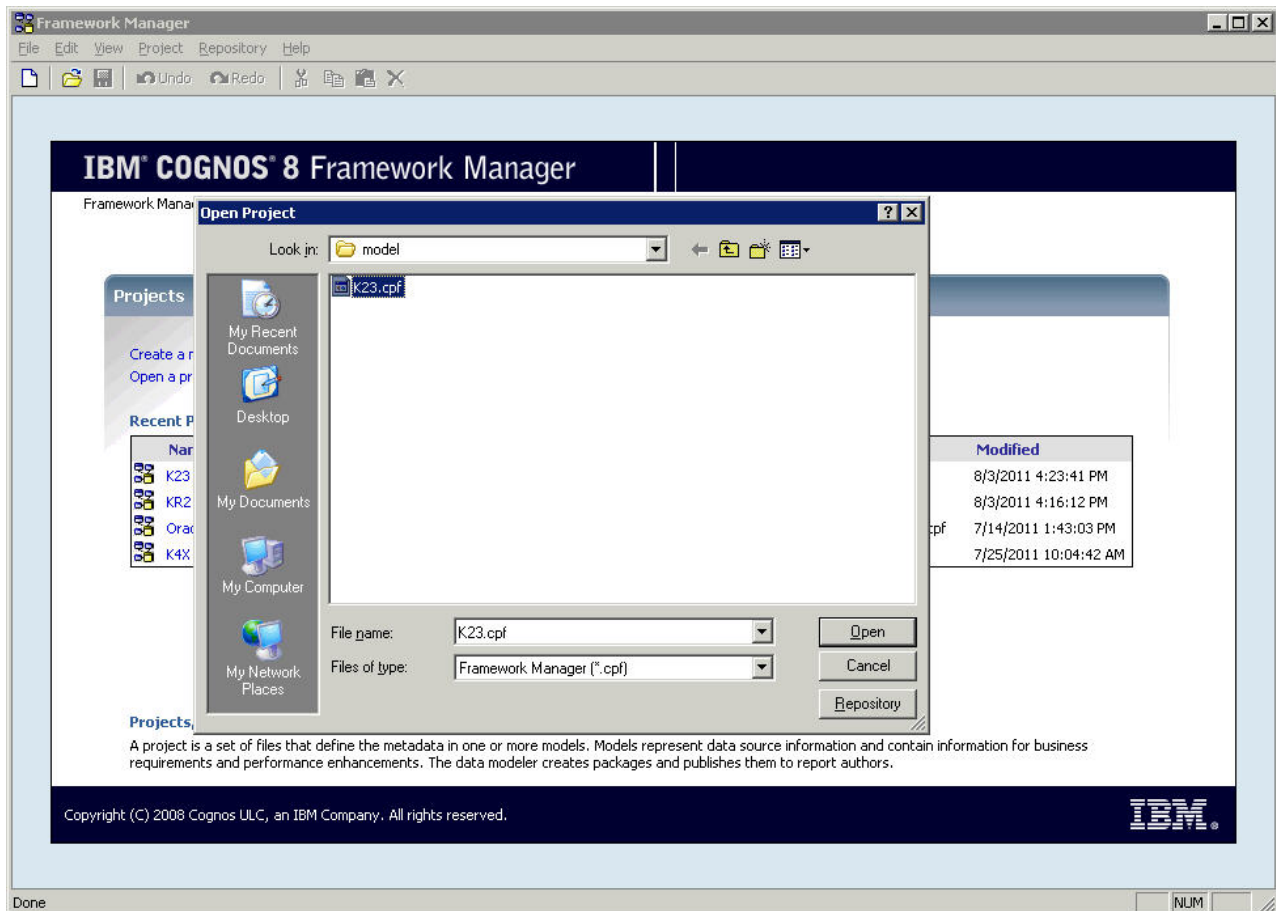 Framework Manager
File Edit View Project Repository Help
Undo Redo
IBM® COGNOS® 8 Framework Manager
Framework Mana
Open Project
Look in: model
K23.cpf
My Recent
Documents
Desktop
My Documents
My Computer
My Network
Places
File name: K23.cpf Open
Files of type: Framework Manager (*.cpf) Cancel
Repository
Projects
Create a r
Open a pr
Recent P
Nar Modified
K23 8/3/2011 4:23:41 PM
KR2 8/3/2011 4:16:12 PM
Orac cpf 7/14/2011 1:43:03 PM
K4X 7/25/2011 10:04:42 AM
Projects,
A project is a set of files that define the metadata in one or more models. Models represent data source information and contain information for business
requirements and performance enhancements. The data modeler creates packages and publishes them to report authors.
Copyright (C) 2008 Cognos ULC, an IBM Company. All rights reserved.
IBM®
Done NUM